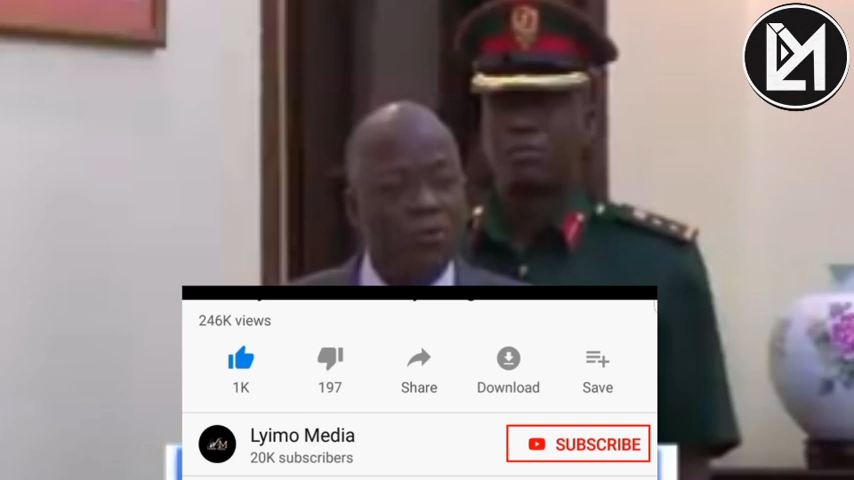 246K views
1K
197
Share
Download
Save
Lyimo Media
20K subscribers
SUBSCRIBE